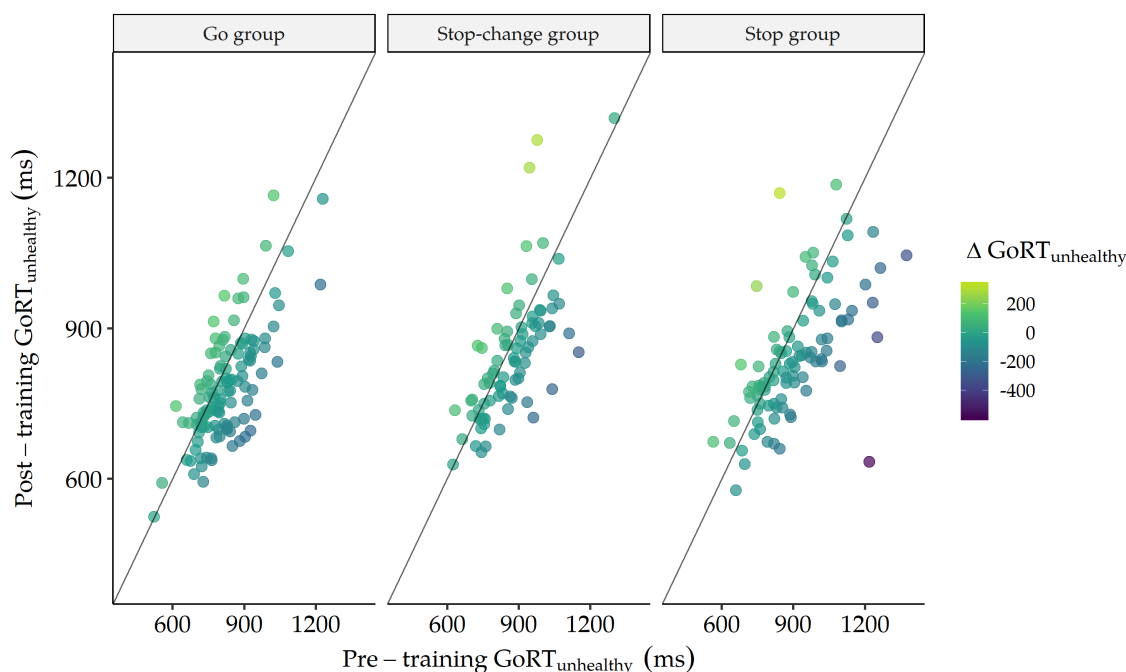 Go group
Stop-change group
Stop group
Post – training GoRTunhealthy (ms)
1200
900
600
600 900 1200
600 900 1200
600 900 1200
Pre – training GoRTunhealthy (ms)
Δ GoRTunhealthy
200
0
-200
-400